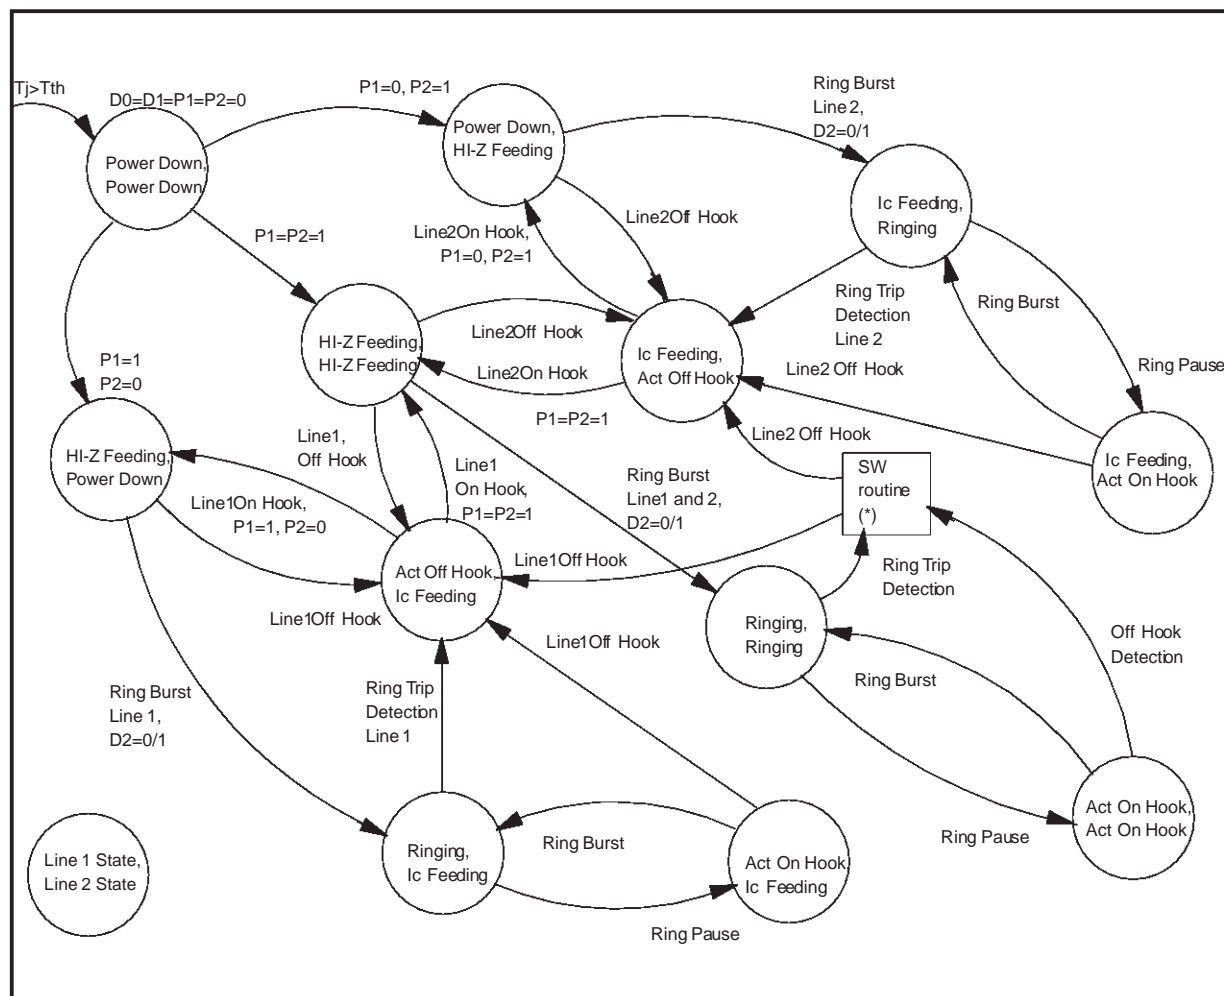 Tj>Tth
D0=D1=P1=P2=0
P1=0, P2=1
Ring Burst
Line 2,
D2=0/1
Power Down,
Power Down
Power Down,
HI-Z Feeding
Ic Feeding,
Ringing
Line2Off Hook
Line2On Hook,
P1=0, P2=1
P1=P2=1
Ring Trip
Detection
Line 2
Ring Burst
Ring Pause
HI-Z Feeding,
HI-Z Feeding
Line2Off Hook
Line2On Hook
P1=P2=1
Ic Feeding,
Act Off Hook
Line2 Off Hook
Line2 Off Hook
Ic Feeding,
Act On Hook
P1=1
P2=0
HI-Z Feeding,
Power Down
Line1,
Off Hook
Line1
On Hook,
P1=P2=1
Line1On Hook,
P1=1, P2=0
Ring Burst
Line1 and 2,
D2=0/1
SW
routine
(*)
Line1Off Hook
Ring Trip
Detection
Act Off Hook,
Ic Feeding
Line1Off Hook
Line1Off Hook
Ringing,
Ringing
Off Hook
Detection
Ring Burst
Ring Burst
Line 1,
D2=0/1
Ring Trip
Detection
Line 1
Act On Hook,
Act On Hook
Ring Pause
Line 1 State,
Line 2 State
Ringing,
Ic Feeding
Ring Burst
Act On Hook,
Ic Feeding
Ring Pause